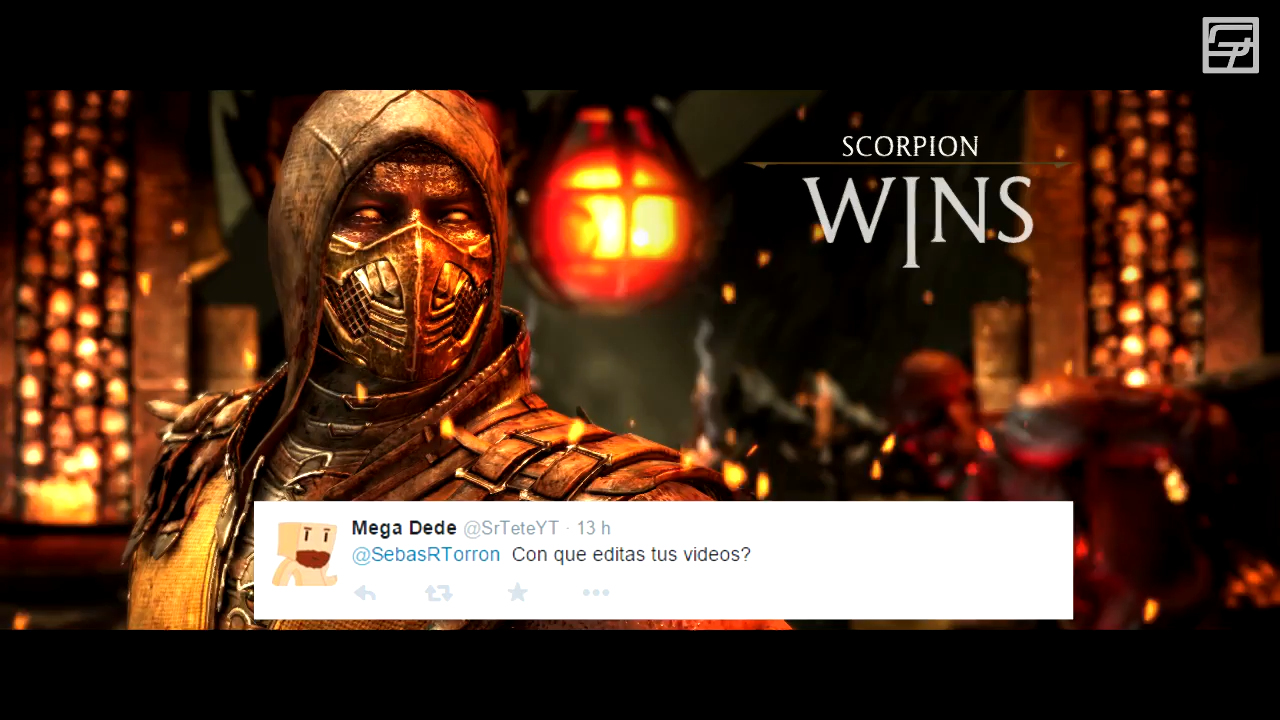 SCORPION
WINS
Mega Dede @SrTeteYT · 13 h
@SebasRTorron Con que editas tus videos?